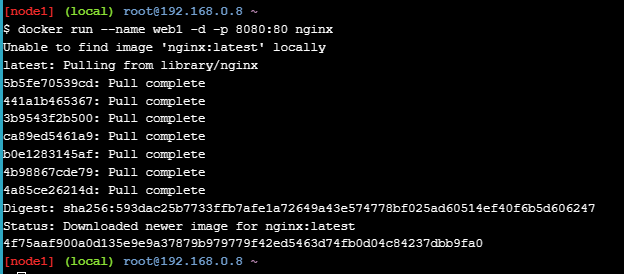 [node1] (local) root@192.168.0.8 ~
$ docker run --name web1 -d -p 8080:80 nginx
Unable to find image 'nginx:latest' locally
latest: Pulling from library/nginx
5b5fe70539cd: Pull complete
441a1b465367: Pull complete
3b9543f2b500: Pull complete
ca89ed5461a9: Pull complete
b0e1283145af: Pull complete
4b98867cde79: Pull complete
4a85ce26214d: Pull complete
Digest: sha256:593dac25b7733ffb7afe1a72649a43e574778bf025ad60514ef40f6b5d606247
Status: Downloaded newer image for nginx:latest
4f75aaf900a0d135e9e9a37879b979779f42ed5463d74fb0d04c84237dbb9fa0
[node1] (local) root@192.168.0.8 ~